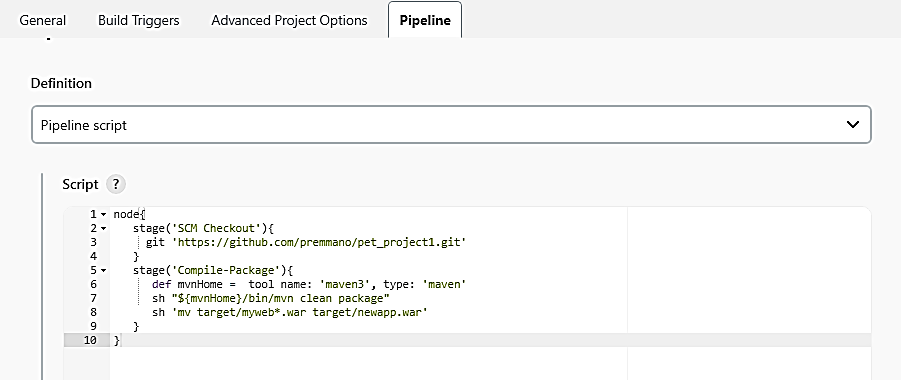 General Build Triggers Advanced Project Options Pipeline
Definition
Pipeline script
Script ?
1 node{
2 stage('SCM Checkout'){
3 git 'https://github.com/premmano/pet_project1.git'
4 }
5 stage('Compile-Package'){
6 def mvnHome =  tool name: 'maven3', type: 'maven'
7 sh "${mvnHome}/bin/mvn clean package"
8 sh 'mv target/myweb*.war target/newapp.war'
9 }
10 }